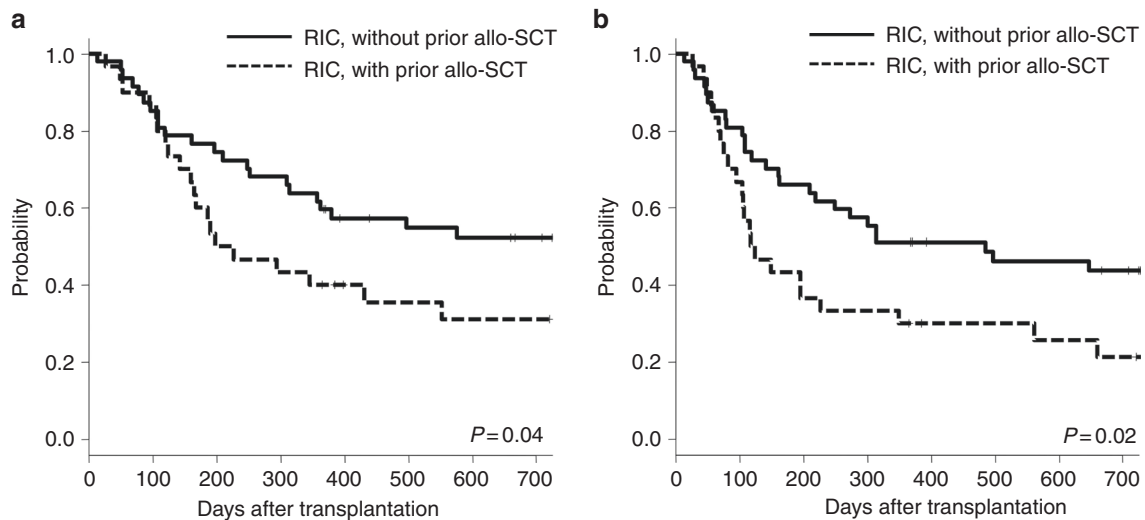 a
RIC, without prior allo-SCT
RIC, with prior allo-SCT
1.0
0.8
0.6
0.4
0.2
0.0
Probability
P = 0.04
0 100 200 300 400 500 600 700
Days after transplantation
b
RIC, without prior allo-SCT
RIC, with prior allo-SCT
1.0
0.8
0.6
0.4
0.2
0.0
Probability
P = 0.02
0 100 200 300 400 500 600 700
Days after transplantation